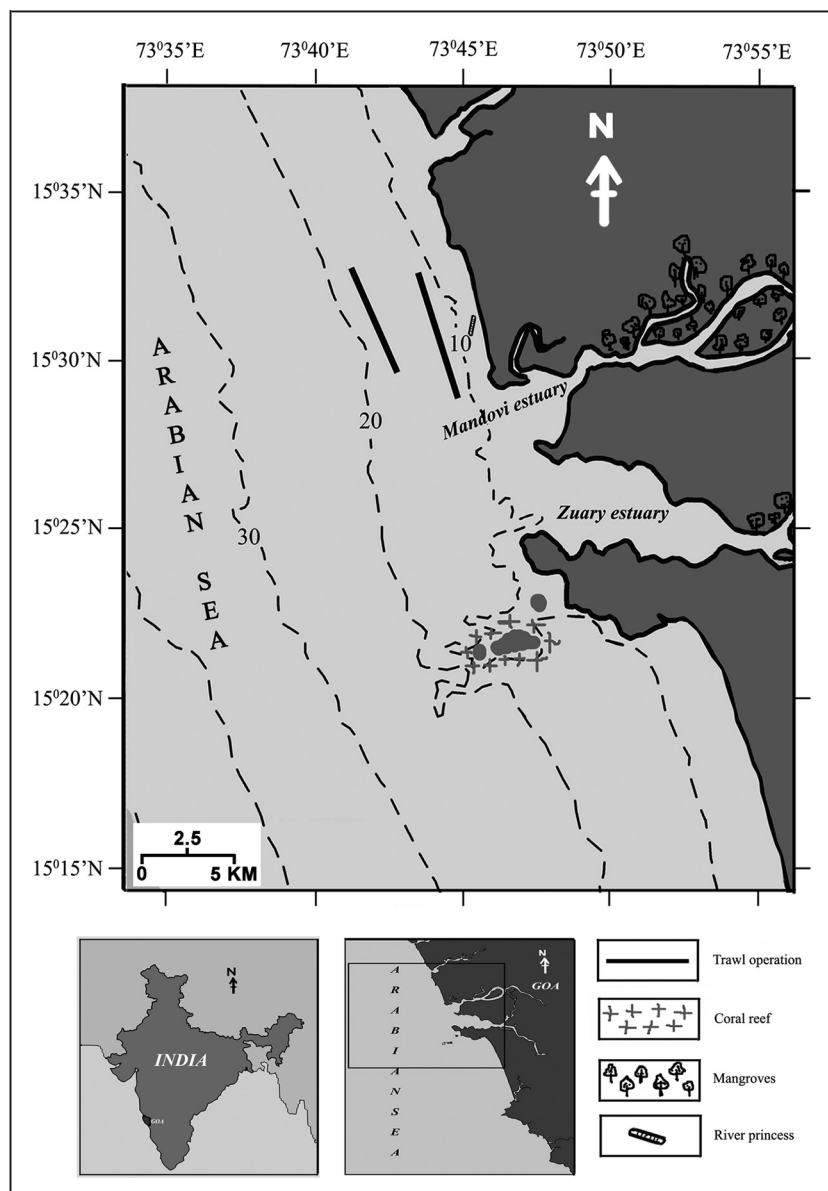 73⁰35’E 73⁰40’E 73⁰45’E 73⁰50’E 73⁰55’E
N
15⁰35’N
15⁰30’N
15⁰25’N
15⁰20’N
15⁰15’N
10
20
30
Mandovi estuary
Zuary estuary
ARABIAN SEA
2.5
0 5 KM
N
INDIA
GOA
N
GOA
ARABIANSEA
Trawl operation
Coral reef
Mangroves
River princess